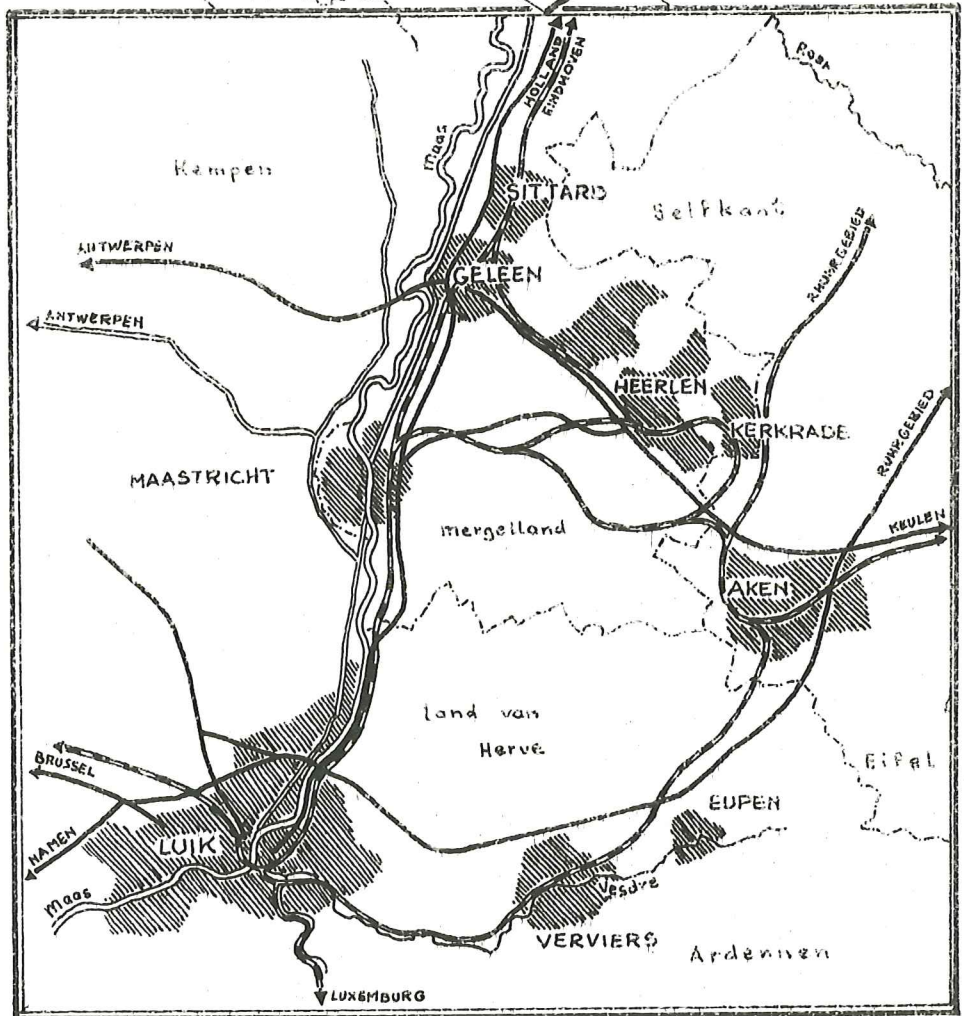 HOLLAND
EINDHOVEN
Roer
Maas
Kempen
SITTARD
Selfkant
ANTWERPEN
GELEEN
RHUHRGEBIED
ANTWERPEN
HEERLEN
KERKRADE
RUHRGEBIED
MAASTRICHT
mergelland
KEULEN
AKEN
land van
Herve
Eifel
BRUSSEL
EUPEN
NAMEN
LUIK
Vesdre
Maas
VERVIERS
Ardennen
LUXEMBURG